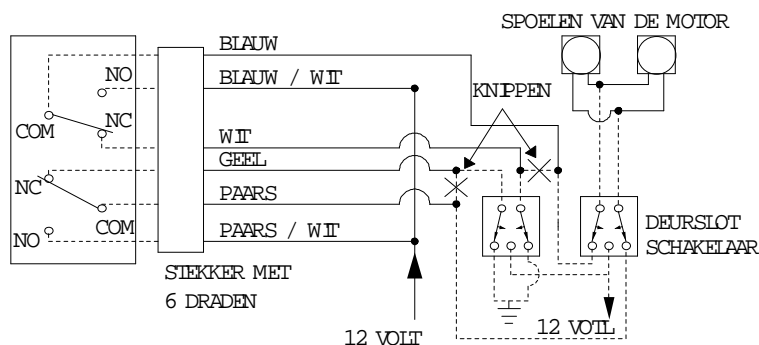 SPOELEN VAN DE MOTOR
BLAUW
NO
BLAUW / WIT
KNIPPEN
NC
COM
WIT
GEEL
NC
PAARS
COM
NO
PAARS / WIT
DEURSLOT
SCHAKELAAR
STEKKER MET
6 DRADEN
12 VOLT
12 VOTL